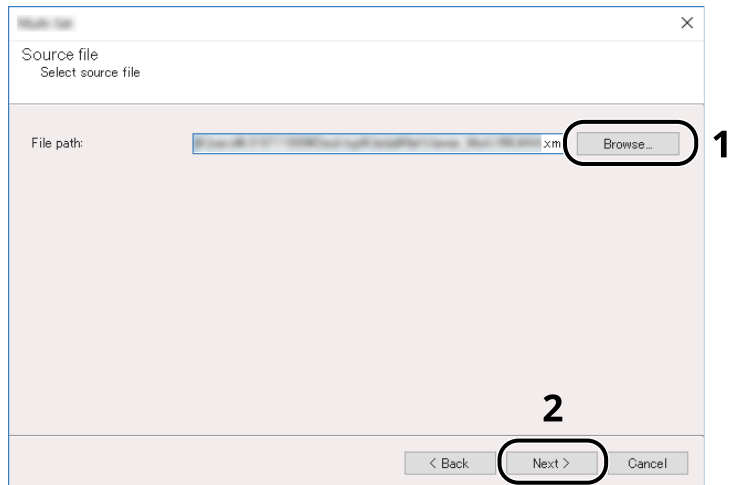 Source file
Select source file
File path:
.xm
Browse...
1
2
< Back
Next >
Cancel